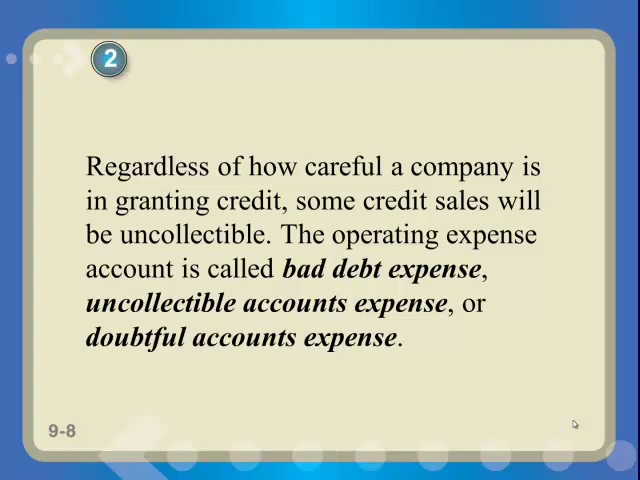 2
Regardless of how careful a company is
in granting credit, some credit sales will
be uncollectible. The operating expense
account is called bad debt expense,
uncollectible accounts expense, or
doubtful accounts expense.
9-8